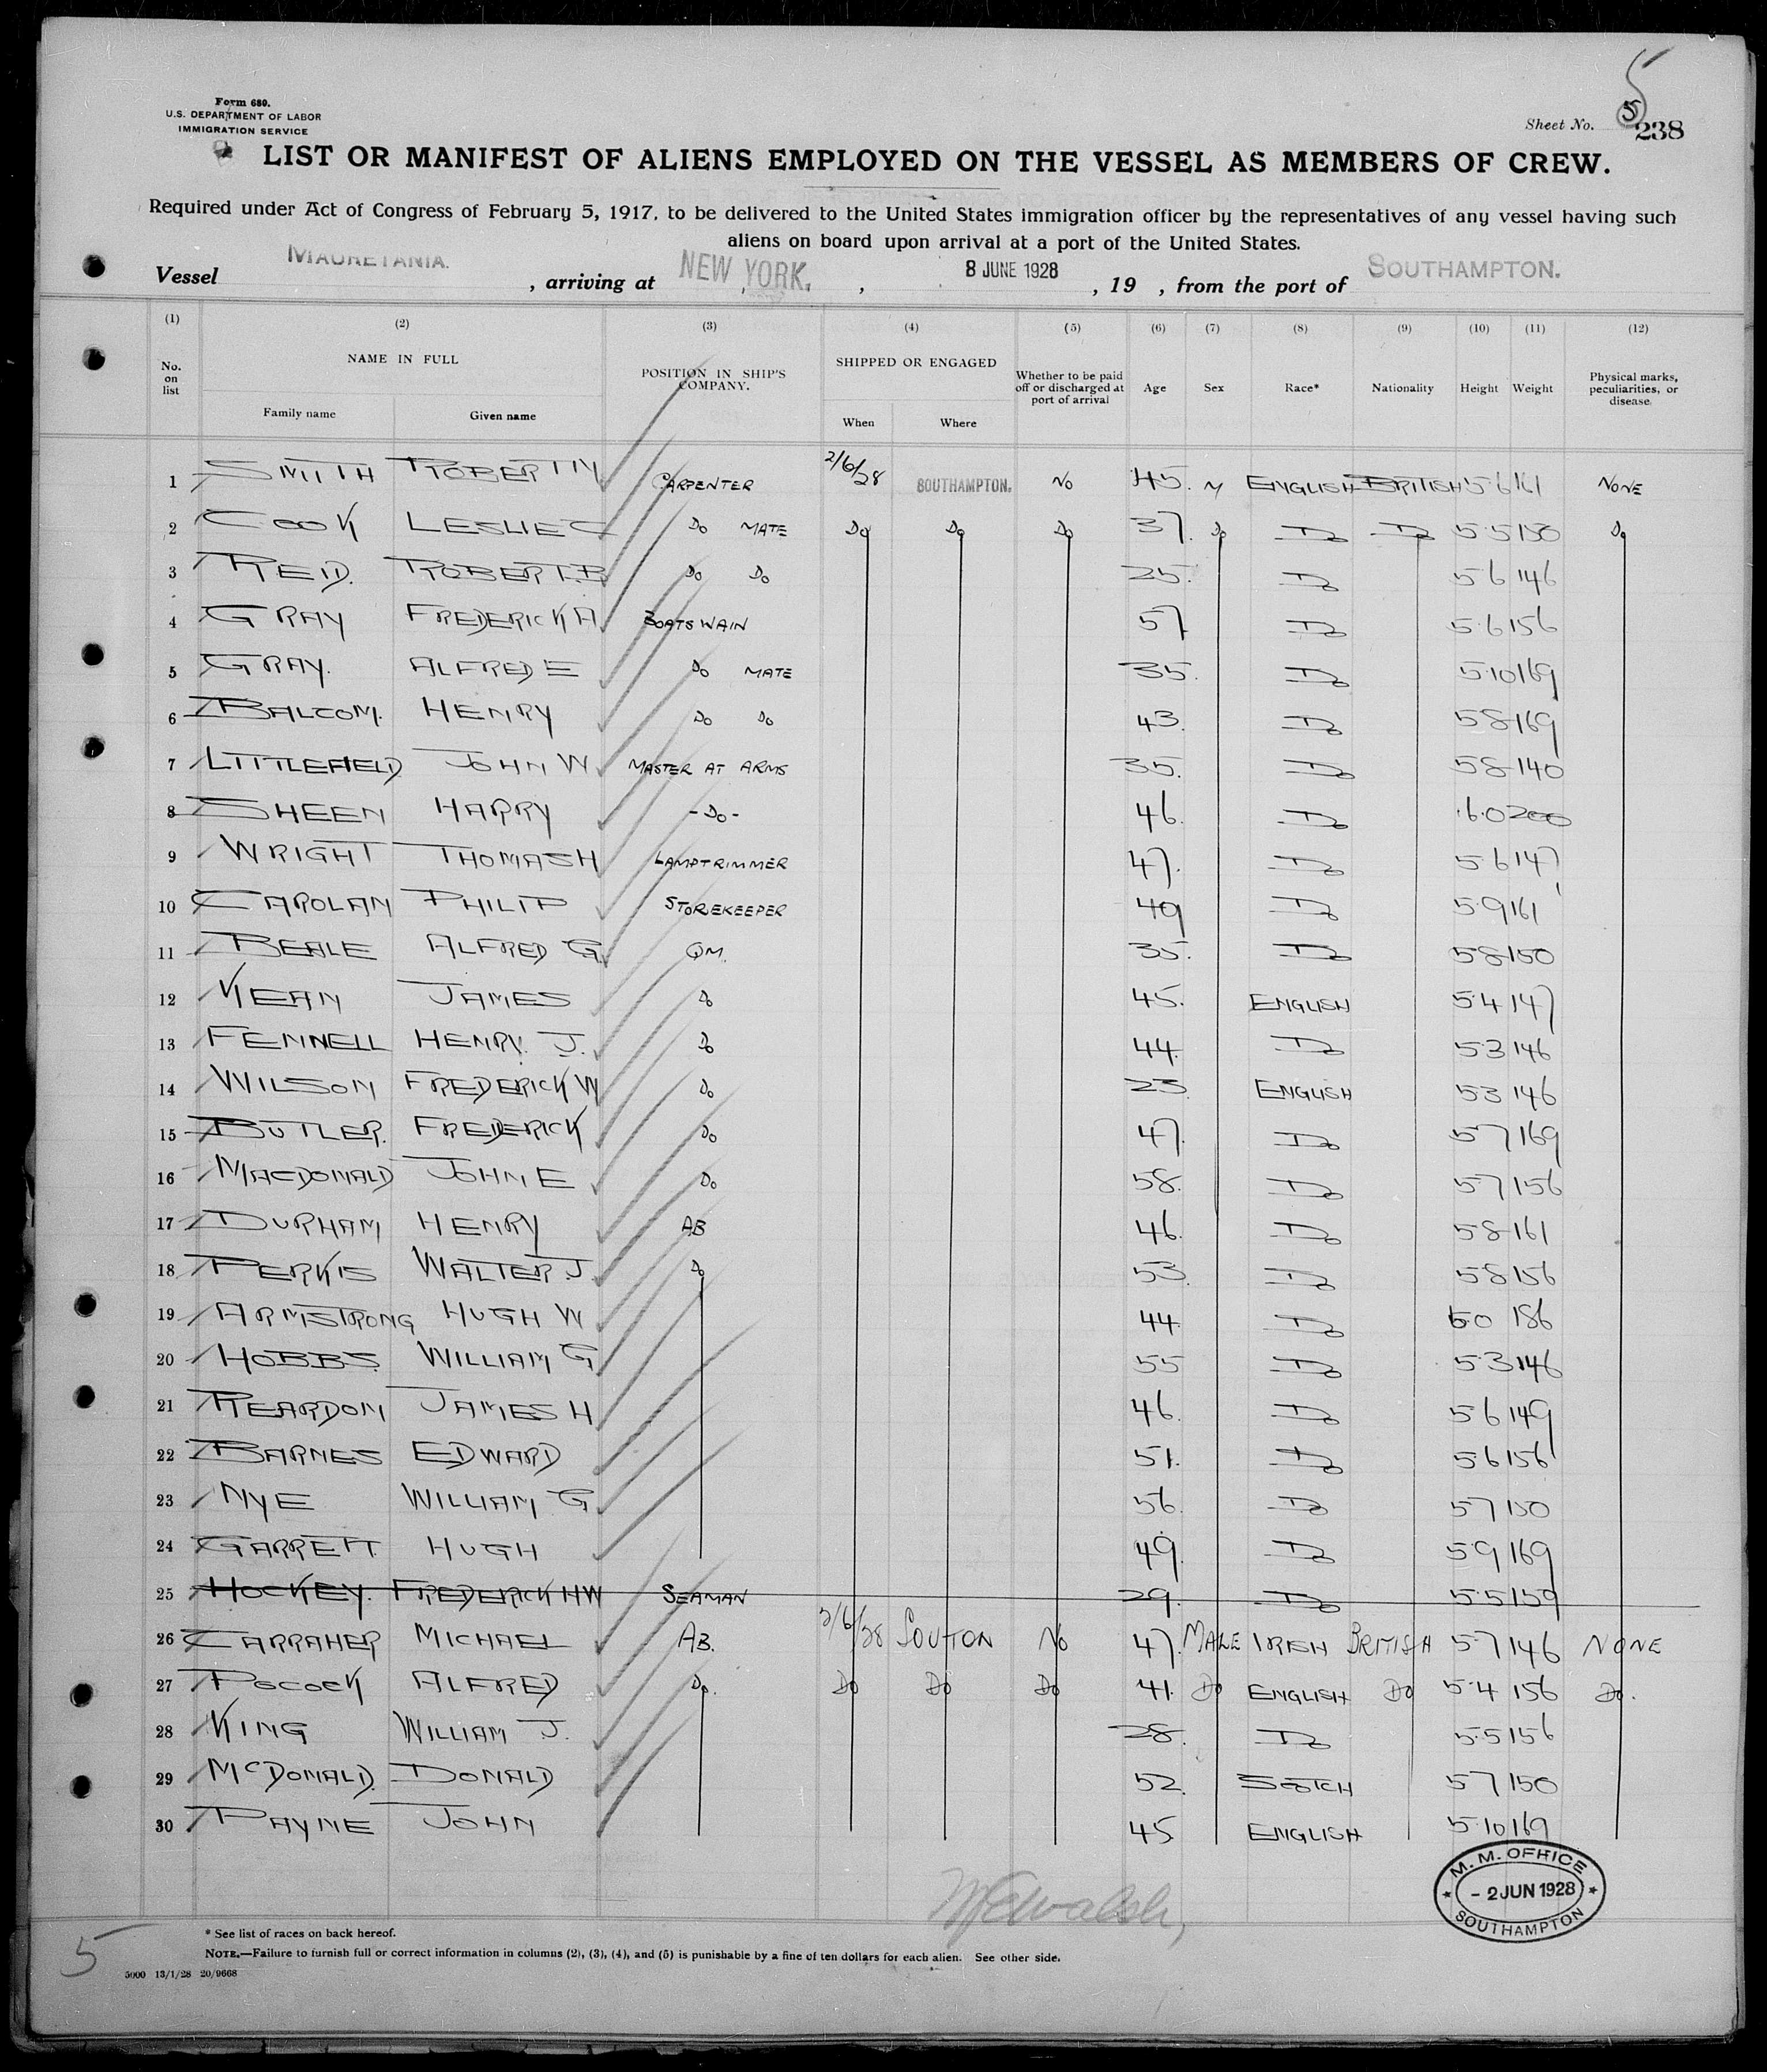 5
Form 680.
U.S. DEPARTMENT OF LABOR
IMMIGRATION SERVICE
Sheet No. 5
238
LIST OR MANIFEST OF ALIENS EMPLOYED ON THE VESSEL AS MEMBERS OF CREW.
Required under Act of Congress of February 5, 1917, to be delivered to the United States immigration officer by the representatives of any vessel having such
aliens on board upon arrival at a port of the United States.
Vessel MAURETANIA. , arriving at NEW YORK, , 8 JUNE 1928 , 19 , from the port of SOUTHAMPTON.
(1) (2) (3) (4) (5) (6) (7) (8) (9) (10) (11) (12)
No. on list NAME IN FULL POSITION IN SHIP'S COMPANY. SHIPPED OR ENGAGED Whether to be paid off or discharged at port of arrival Age Sex Race* Nationality Height Weight Physical marks, peculiarities, or disease.
Family name Given name When Where
1 SMITH ROBERT N CARPENTER 2/6/28 SOUTHAMPTON. No 45. M ENGLISH BRITISH 5.6 161 NONE
2 COOK LESLIE C Do MATE Do Do Do 37. Do Do Do 5.5 150 Do
3 REID. ROBERT.B Do Do 25. Do 5.6 146
4 GRAY FREDERICK A BOATSWAIN 57 Do 5.6 156
5 GRAY. ALFRED E Do MATE 35. Do 5.10 169
6 BALCOM. HENRY Do Do 43. Do 5.8 169
7 LITTLEFIELD JOHN W MASTER AT ARMS 35. Do 5.8 140
8 SHEEN HARRY -Do- 46. Do 6.0 200
9 WRIGHT THOMAS H LAMPTRIMMER 47. Do 5.6 147
10 CAROLAN PHILIP STOREKEEPER 49 Do 5.9 161
11 BEALE ALFRED G. QM. 35. Do 5.8 150
12 KEAN JAMES Do 45. ENGLISH 5.4 147
13 FENNELL HENRY. J. Do 44. Do 5.3 146
14 WILSON FREDERICK W Do 23 ENGLISH 5.3 146
15 BUTLER. FREDERICK Do 47. Do 5.7 169
16 MACDONALD JOHN E Do 58. Do 5.7 156
17 DURHAM HENRY AB 46. Do 5.8 161
18 PERKIS WALTER J. Do 53. Do 5.8 156
19 ARMSTRONG HUGH W 44. Do 6.0 186
20 HOBBS. WILLIAM G 55 Do 5.3 146
21 REARDON JAMES H 46. Do 5.6 149
22 BARNES EDWARD 51. Do 5.6 156
23 NYE WILLIAM G. 56. Do 5.7 150
24 GARRETT. HUGH 49. Do 5.9 169
25 HOCKEY. FREDERICK H W SEAMAN 29. Do 5.5 159
26 CARRAHER MICHAEL AB. 2/6/28 SOUTON No 47. MALE IRISH BRITISH 5.7 146 NONE
27 POCOCK ALFRED Do. Do Do Do 41. Do ENGLISH Do 5.4 156 Do.
28 KING WILLIAM J. 28. Do 5.5 156
29 McDONALD. DONALD 52. SCOTCH 5.7 150
30 PAYNE JOHN 45 ENGLISH 5.10 169
M. M. OFFICE
- 2 JUN 1928
SOUTHAMPTON
* See list of races on back hereof.
NOTE.—Failure to furnish full or correct information in columns (2), (3), (4), and (5) is punishable by a fine of ten dollars for each alien. See other side.
5
5000 13/1/28 20/9668